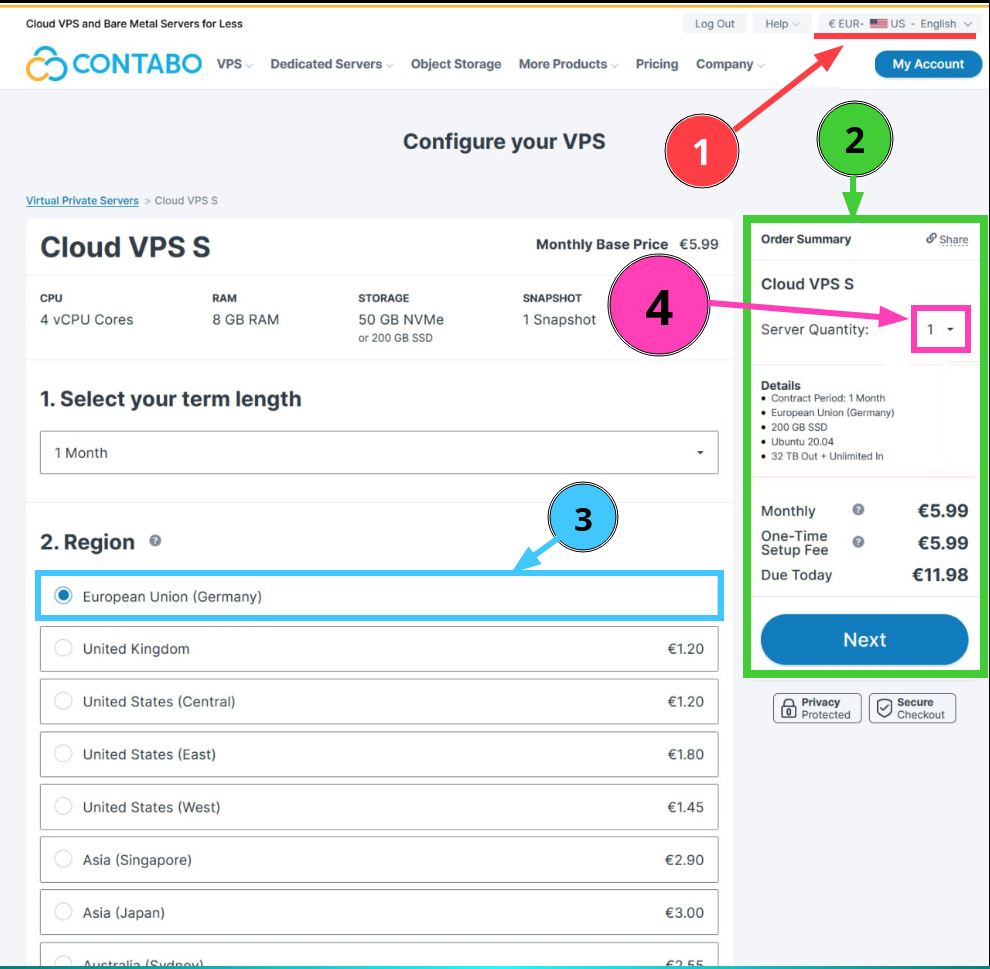 Cloud VPS and Bare Metal Servers for Less
Log Out
Help
€ EUR- US - English
CONTABO
VPS
Dedicated Servers
Object Storage
More Products
Pricing
Company
My Account
1
2
Configure your VPS
Virtual Private Servers > Cloud VPS S
Cloud VPS S
Monthly Base Price €5.99
CPU
4 vCPU Cores
RAM
8 GB RAM
STORAGE
50 GB NVMe
or 200 GB SSD
SNAPSHOT
1 Snapshot
4
1. Select your term length
1 Month
3
2. Region ?
European Union (Germany)
United Kingdom €1.20
United States (Central) €1.20
United States (East) €1.80
United States (West) €1.45
Asia (Singapore) €2.90
Asia (Japan) €3.00
Australia (Sydney) €2.55
Order Summary
Share
Cloud VPS S
Server Quantity: 1
Details
• Contract Period: 1 Month
• European Union (Germany)
• 200 GB SSD
• Ubuntu 20.04
• 32 TB Out + Unlimited In
Monthly ? €5.99
One-Time
Setup Fee ? €5.99
Due Today €11.98
Next
Privacy
Protected
Secure
Checkout